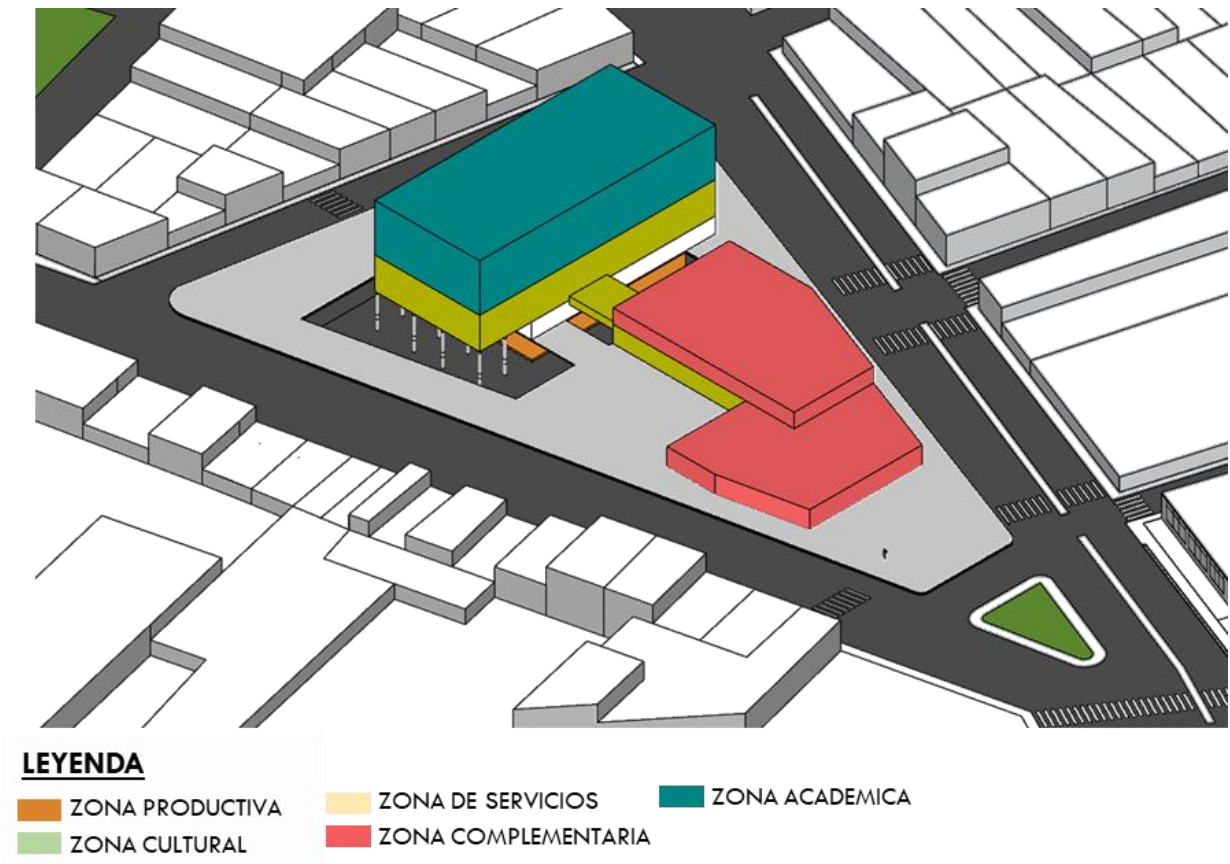 LEYENDA
ZONA PRODUCTIVA
ZONA CULTURAL
ZONA DE SERVICIOS
ZONA COMPLEMENTARIA
ZONA ACADEMICA